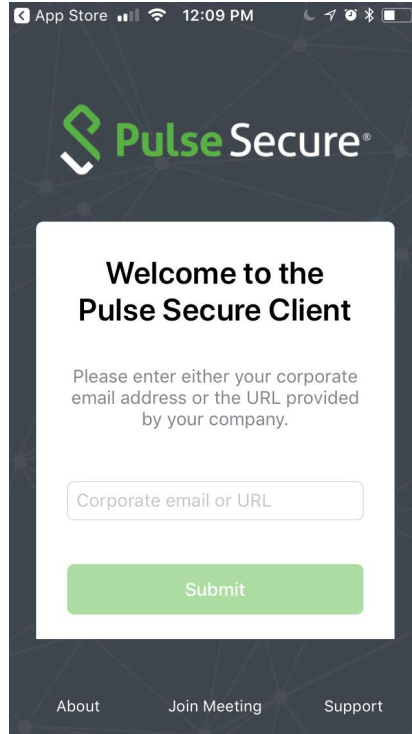 App Store 12:09 PM
Pulse Secure®
Welcome to the
Pulse Secure Client
Please enter either your corporate
email address or the URL provided
by your company.
Corporate email or URL
Submit
About Join Meeting Support